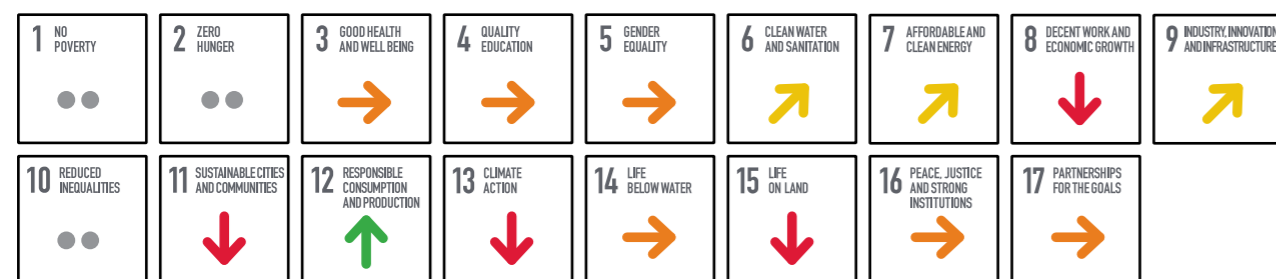 1 NO
POVERTY
2 ZERO
HUNGER
3 GOOD HEALTH
AND WELL BEING
4 QUALITY
EDUCATION
5 GENDER
EQUALITY
6 CLEAN WATER
AND SANITATION
7 AFFORDABLE AND
CLEAN ENERGY
8 DECENT WORK AND
ECONOMIC GROWTH
9 INDUSTRY, INNOVATION
AND INFRASTRUCTURE
10 REDUCED
INEQUALITIES
11 SUSTAINABLE CITIES
AND COMMUNITIES
12 RESPONSIBLE
CONSUMPTION
AND PRODUCTION
13 CLIMATE
ACTION
14 LIFE
BELOW WATER
15 LIFE
ON LAND
16 PEACE, JUSTICE
AND STRONG
INSTITUTIONS
17 PARTNERSHIPS
FOR THE GOALS